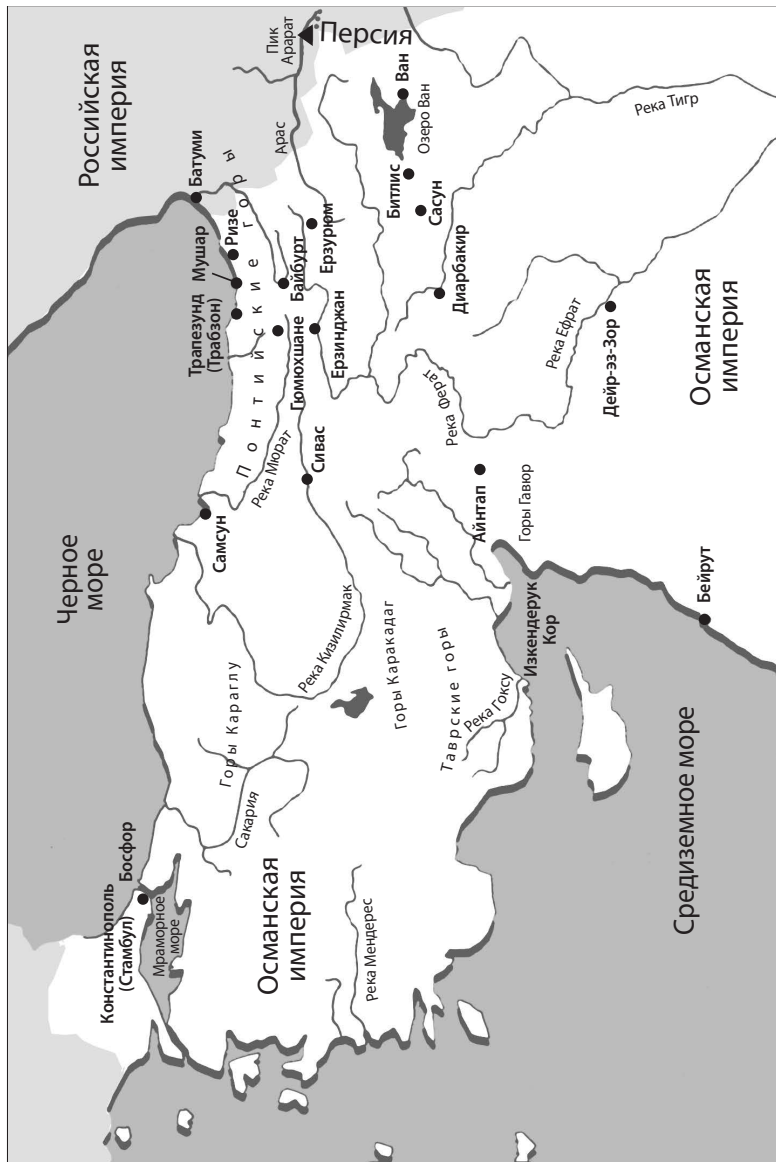 Российская
империя
Черное
море
Пик
Арарат
Персия
Батуми
Ризе
Мушар
Трапезунд
(Трабзон)
Понтийские горы
Арас
Байбурт
Ерзурюм
Гюмюхшане
Ерзинджан
Самсун
Река Мюрат
Сивас
Ван
Озеро Ван
Битлис
Сасун
Диарбакир
Река Тигр
Река Ферат
Река Ефрат
Дейр-эз-Зор
Османская
империя
Константинополь
(Стамбул)
Босфор
Мраморное
море
Сакария
Горы Караглу
Река Кизилирмак
Османская
империя
Горы Каракадаг
Таврские горы
Река Гоксу
Река Мендерес
Айнтап
Горы Гавюр
Изкендерук
Кор
Бейрут
Средиземное море